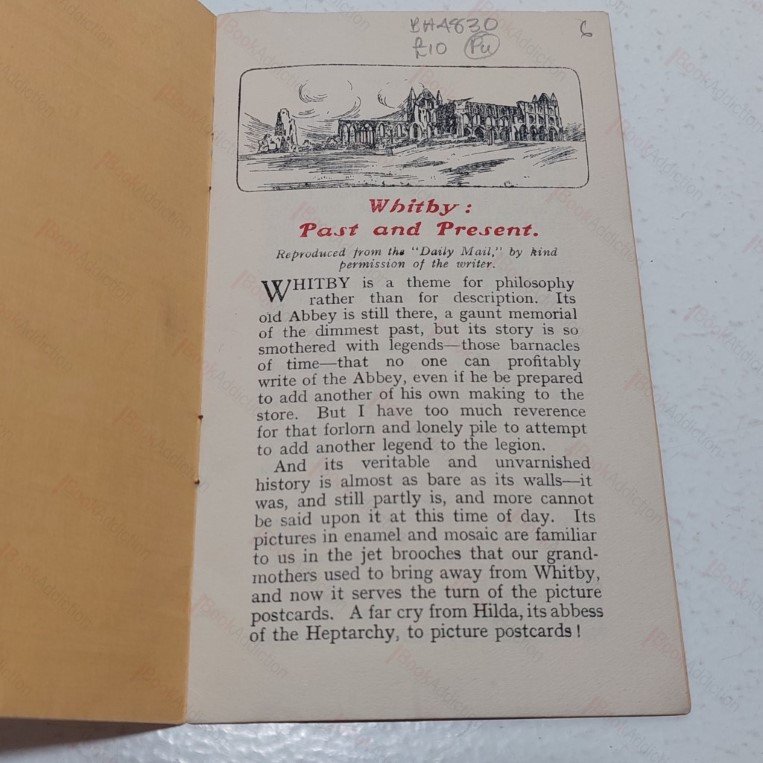 BH4830
£10 Pu
6
Whitby:
Past and Present.
Reproduced from the "Daily Mail," by kind
permission of the writer.
WHITBY is a theme for philosophy
rather than for description. Its
old Abbey is still there, a gaunt memorial
of the dimmest past, but its story is so
smothered with legends—those barnacles
of time—that no one can profitably
write of the Abbey, even if he be prepared
to add another of his own making to the
store. But I have too much reverence
for that forlorn and lonely pile to attempt
to add another legend to the legion.
And its veritable and unvarnished
history is almost as bare as its walls—it
was, and still partly is, and more cannot
be said upon it at this time of day. Its
pictures in enamel and mosaic are familiar
to us in the jet brooches that our grand-
mothers used to bring away from Whitby,
and now it serves the turn of the picture
postcards. A far cry from Hilda, its abbess
of the Heptarchy, to picture postcards!
BookAddiction